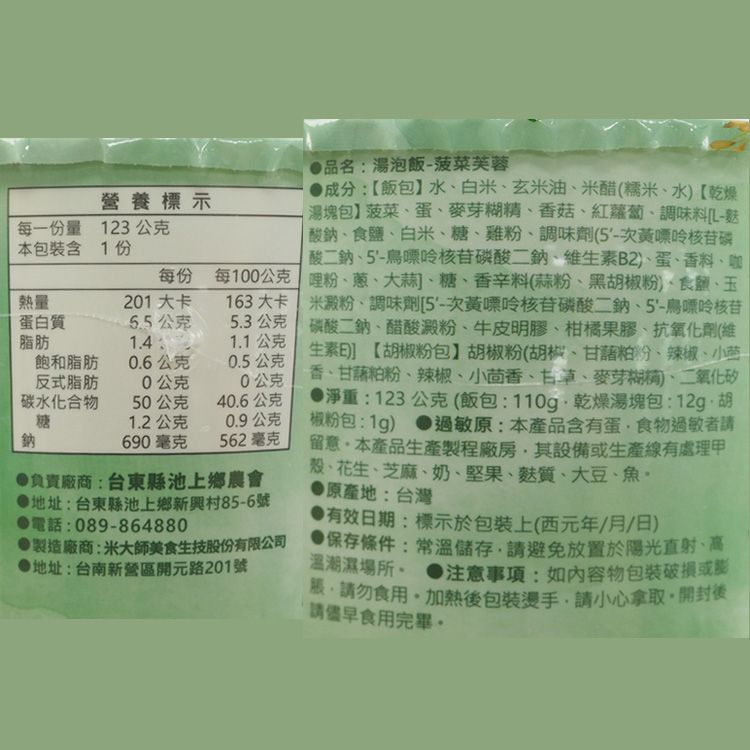 營養標示
每一份量 123 公克
本包裝含 1 份
每份 每100公克
熱量 201 大卡 163 大卡
蛋白質 6.5 公克 5.3 公克
脂肪 1.4 公克 1.1 公克
飽和脂肪 0.6 公克 0.5 公克
反式脂肪 0 公克 0 公克
碳水化合物 50 公克 40.6 公克
糖 1.2 公克 0.9 公克
鈉 690 毫克 562 毫克
●負責廠商:台東縣池上鄉農會
●地址:台東縣池上鄉新興村85-6號
●電話:089-864880
●製造廠商:米大師美食生技股份有限公司
●地址:台南新營區開元路201號
●品名:湯泡飯-菠菜芙蓉
●成分:【飯包】水、白米、玄米油、米醋(糯米、水)【乾燥
湯塊包】菠菜、蛋、麥芽糊精、香菇、紅蘿蔔、調味料[L-麩
酸鈉、食鹽、白米、糖、雞粉、調味劑(5'-次黃嘌呤核苷磷
酸二鈉、5'-鳥嘌呤核苷磷酸二鈉、維生素B2)、蛋、香料、咖
哩粉、蔥、大蒜]、糖、香辛料(蒜粉、黑胡椒粉)、食鹽、玉
米澱粉、調味劑[5'-次黃嘌呤核苷磷酸二鈉、5'-鳥嘌呤核苷
磷酸二鈉、醋酸澱粉、牛皮明膠、柑橘果膠、抗氧化劑(維
生素E)] 【胡椒粉包】胡椒粉(胡椒、甘藷粕粉、辣椒、小茴
香、甘藷粕粉、辣椒、小茴香、甘草、麥芽糊精)、二氧化矽
●淨重:123 公克 (飯包:110g、乾燥湯塊包:12g、胡
椒粉包:1g) ●過敏原:本產品含有蛋,食物過敏者請
留意。本產品生產製程廠房,其設備或生產線有處理甲
殼、花生、芝麻、奶、堅果、麩質、大豆、魚。
●原產地:台灣
●有效日期:標示於包裝上(西元年/月/日)
●保存條件:常溫儲存,請避免放置於陽光直射、高
溫潮濕場所。 ●注意事項:如內容物包裝破損或膨
脹,請勿食用。加熱後包裝燙手,請小心拿取。開封後
請儘早食用完畢。